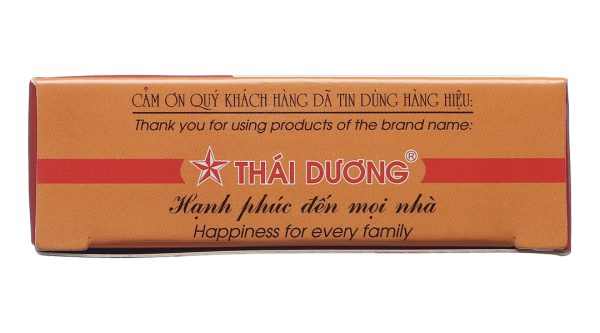 CẢM ƠN QUÝ KHÁCH HÀNG DÃ TIN DÙNG HÀNG HIỆU:
Thank you for using products of the brand name:
THÁI DƯƠNG®
Hạnh phúc đến mọi nhà
Happiness for every family